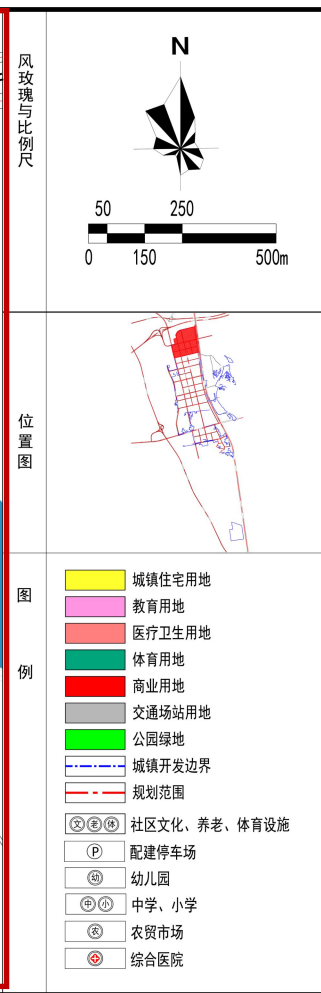 风玫瑰与比例尺
N
50 250
0 150 500m
位置图
图例
城镇住宅用地
教育用地
医疗卫生用地
体育用地
商业用地
交通场站用地
公园绿地
城镇开发边界
规划范围
文 老 体 社区文化、养老、体育设施
P 配建停车场
幼 幼儿园
中 小 中学、小学
农 农贸市场
综合医院